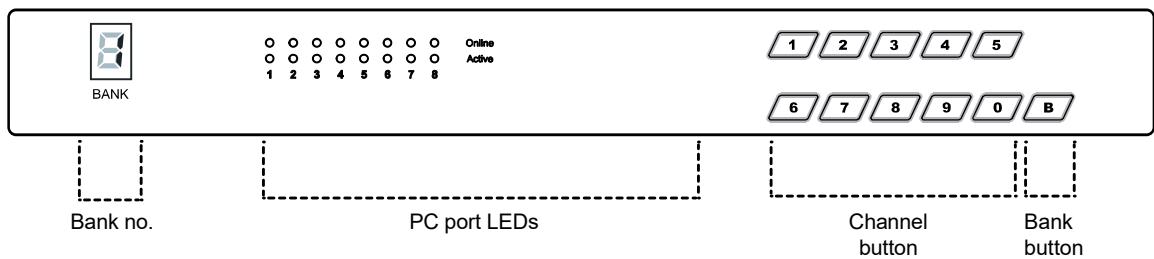 1
BANK
Online
Active
1 2 3 4 5 6 7 8
1 2 3 4 5
6 7 8 9 0 B
Bank no.
PC port LEDs
Channel
button
Bank
button